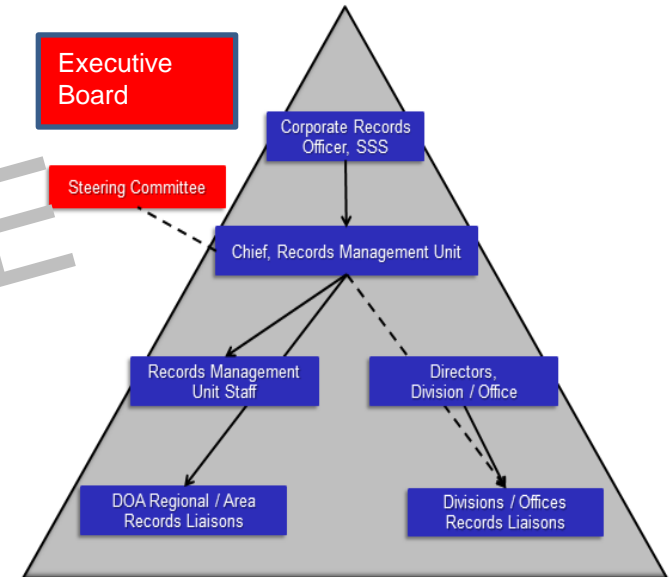 Executive
Board
Corporate Records
Officer, SSS
Steering Committee
Chief, Records Management Unit
Records Management
Unit Staff
Directors,
Division / Office
DOA Regional / Area
Records Liaisons
Divisions / Offices
Records Liaisons